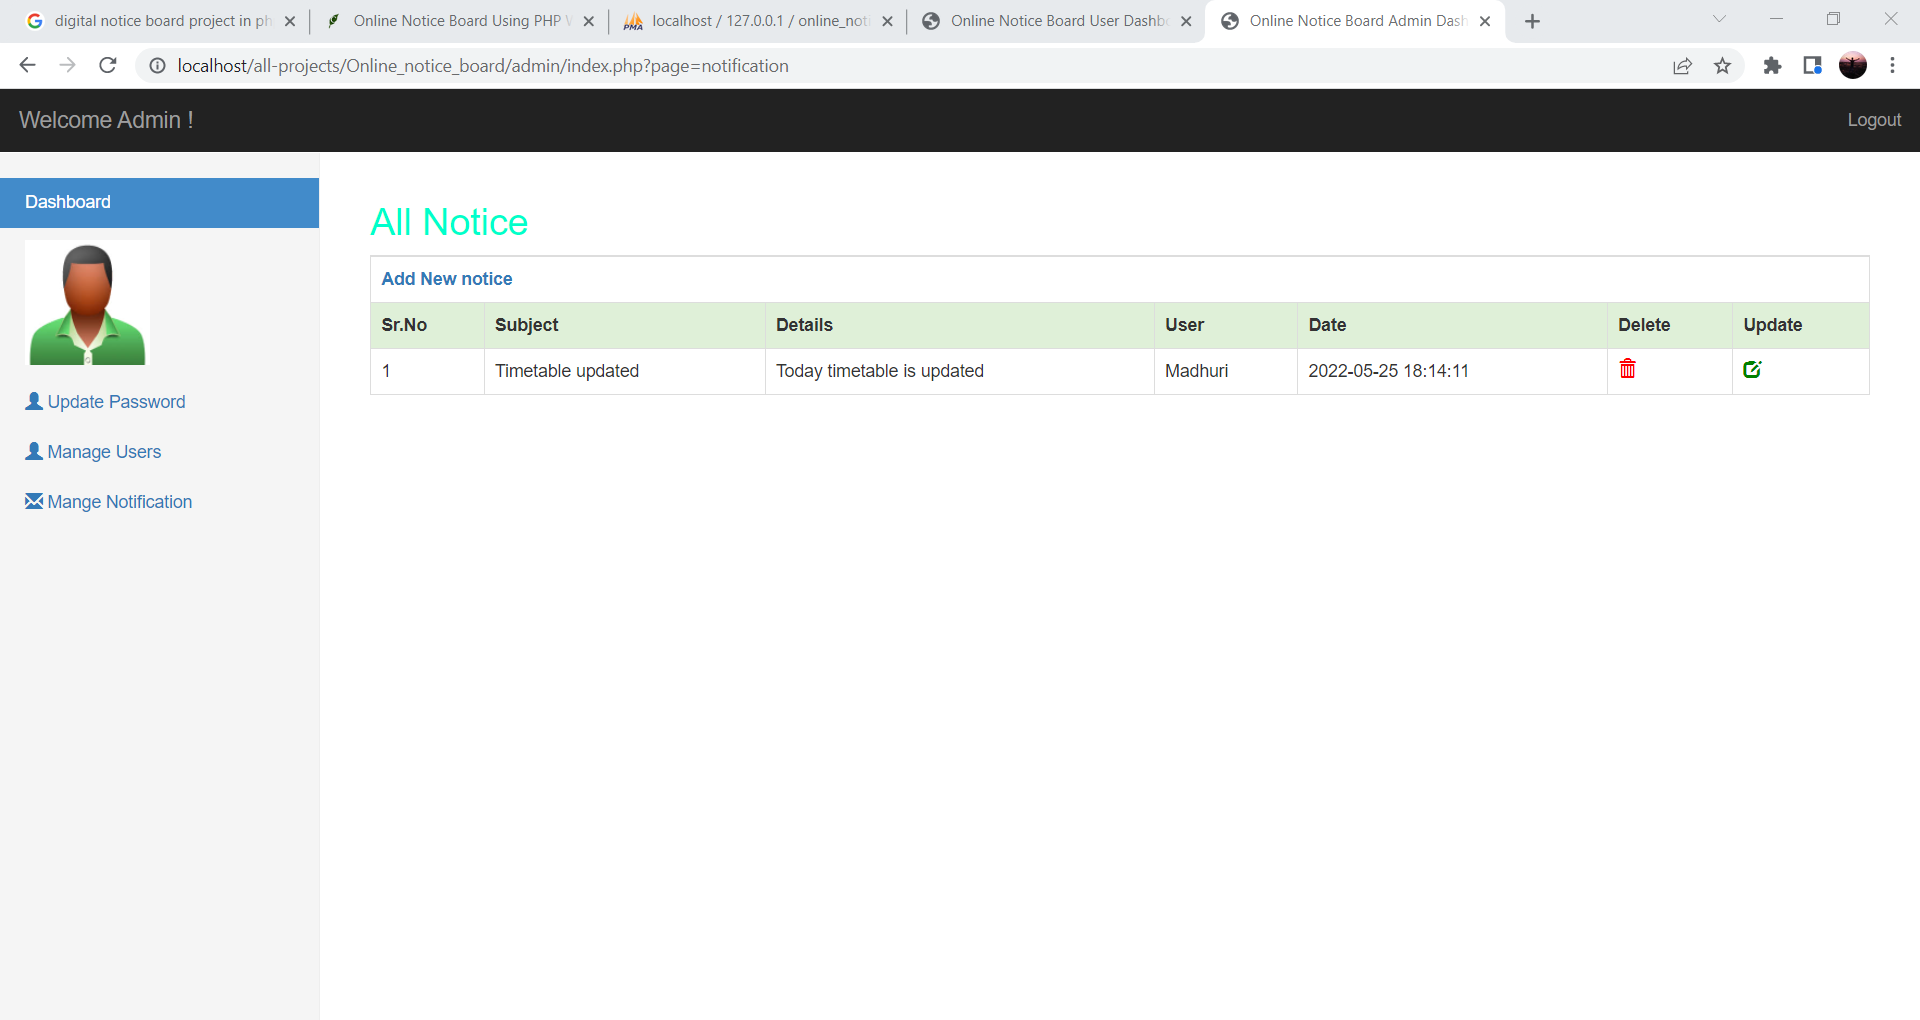 digital notice board project in ph
Online Notice Board Using PHP
localhost / 127.0.0.1 / online_noti
Online Notice Board User Dashbo
Online Notice Board Admin Dash
localhost/all-projects/Online_notice_board/admin/index.php?page=notification
Welcome Admin !
Logout
Dashboard
Update Password
Manage Users
Mange Notification
All Notice
Add New notice
Sr.No Subject Details User Date Delete Update
1 Timetable updated Today timetable is updated Madhuri 2022-05-25 18:14:11